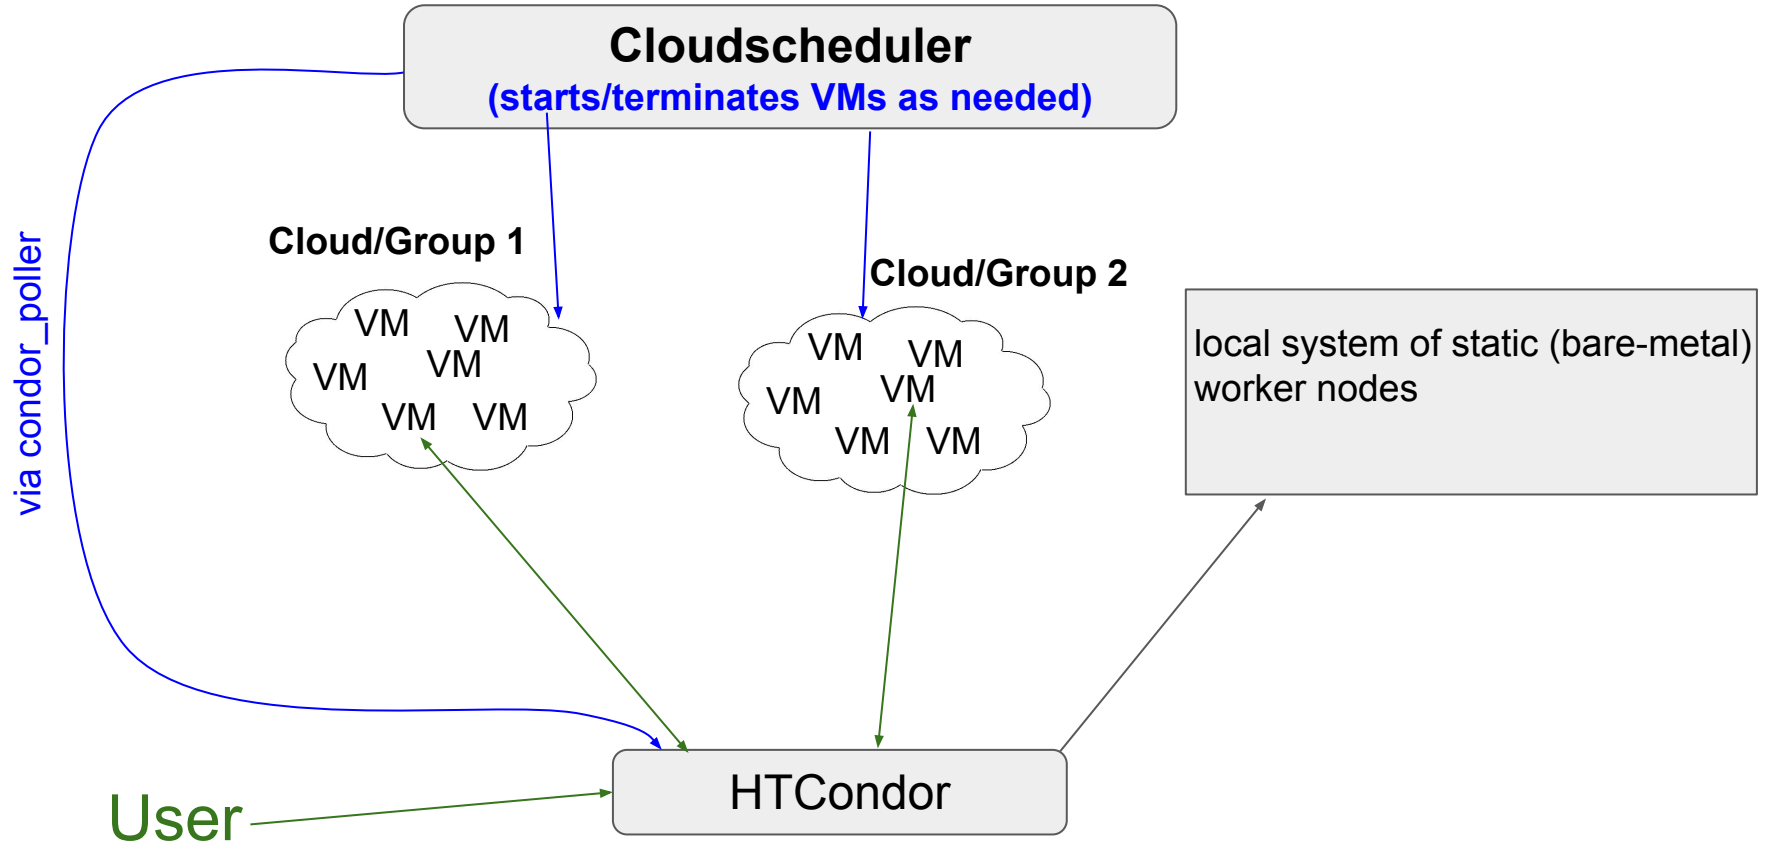 Cloudscheduler
(starts/terminates VMs as needed)
via condor_poller
Cloud/Group 1
Cloud/Group 2
VM
VM
VM
VM
VM
VM
VM
VM
VM
VM
VM
VM
local system of static (bare-metal)
worker nodes
HTCondor
User